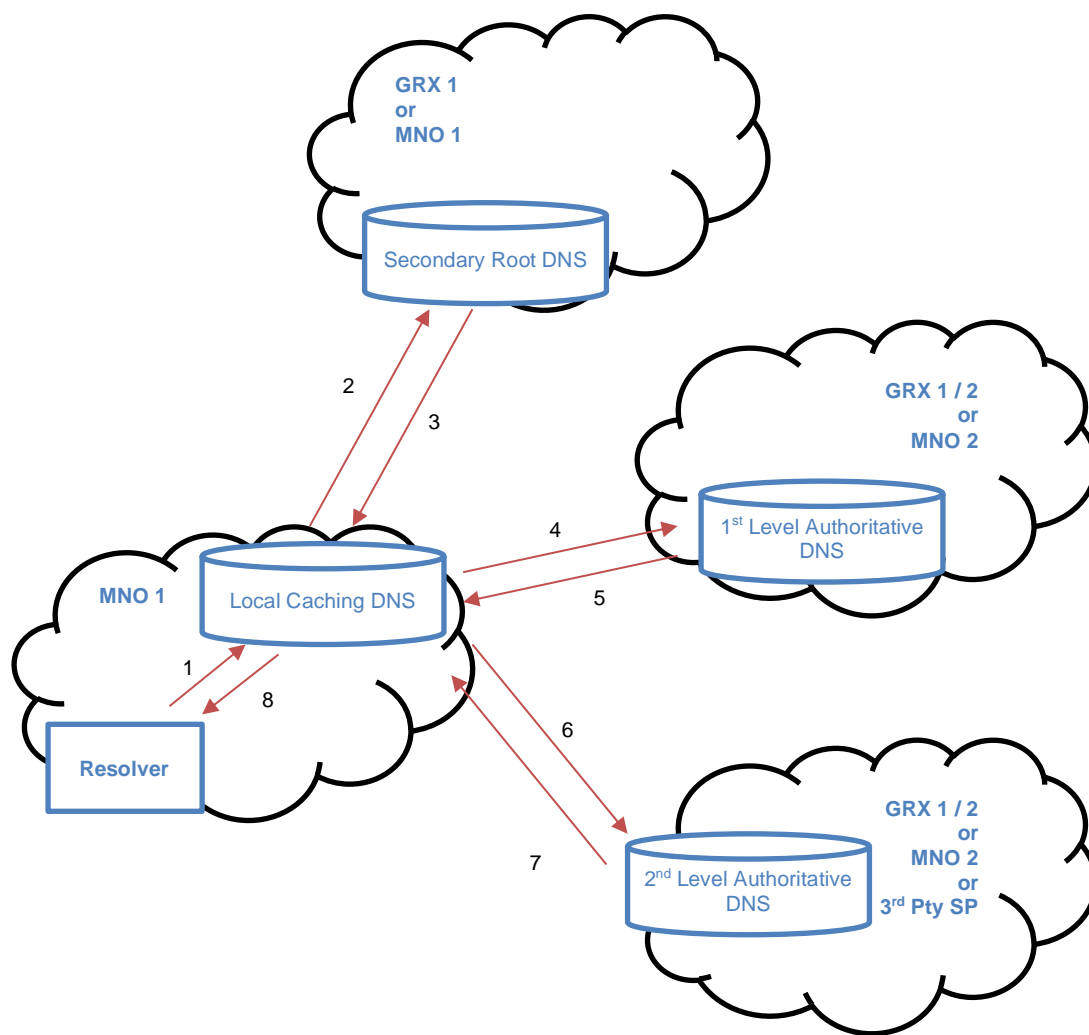 GRX 1
or
MNO 1
Secondary Root DNS
2
3
GRX 1 / 2
or
MNO 2
1st Level Authoritative
DNS
4
5
MNO 1
Local Caching DNS
1
8
Resolver
6
7
GRX 1 / 2
or
MNO 2
or
3rd Pty SP
2nd Level Authoritative
DNS